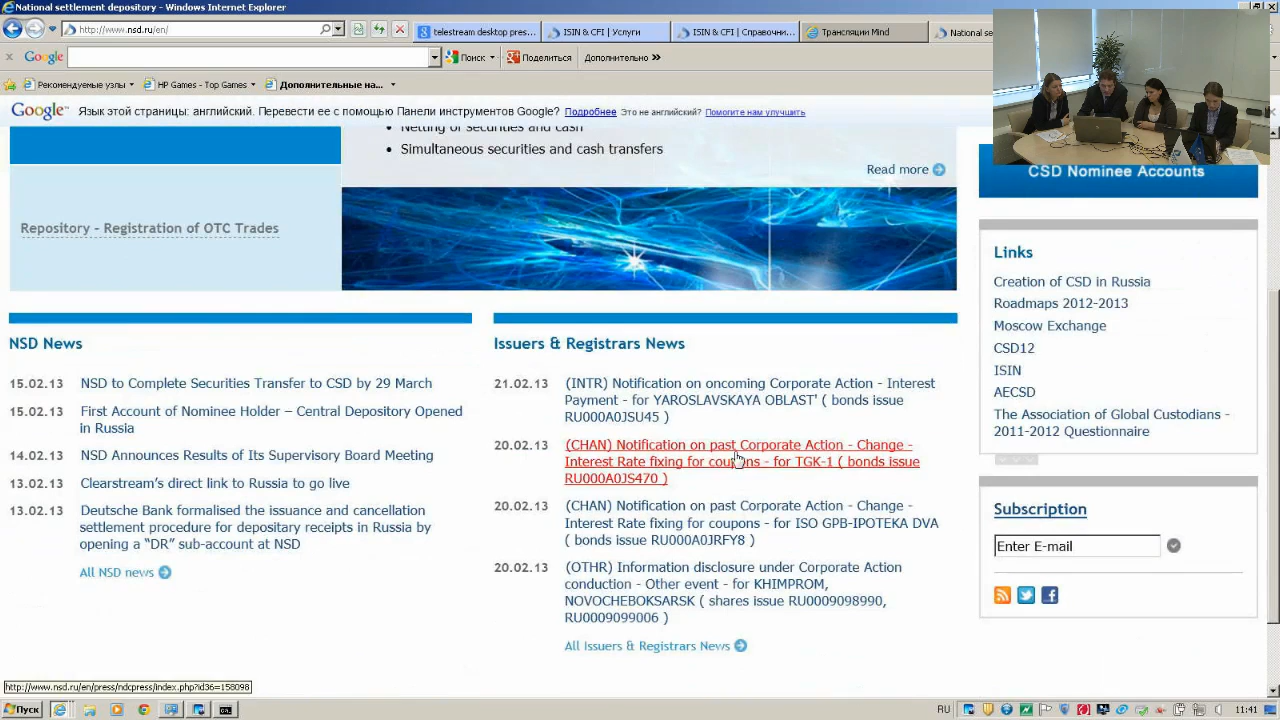 National settlement depository - Windows Internet Explorer
http://www.nsd.ru/en/
telestream desktop pres...
ISIN & CFI | Услуги
ISIN & CFI | Справочни...
Трансляции Mind
National se
Google
Поиск
Поделиться
Дополнительно »
Рекомендуемые узлы
HP Games - Top Games
Дополнительные на...
Google™ Язык этой страницы: английский. Перевести ее с помощью Панели инструментов Google? Подробнее Это не английский? Помогите нам улучшить
Netting of securities and cash
Simultaneous securities and cash transfers
Read more
CSD Nominee Accounts
Repository - Registration of OTC Trades
Links
Creation of CSD in Russia
Roadmaps 2012-2013
Moscow Exchange
CSD12
ISIN
AECSD
The Association of Global Custodians -
2011-2012 Questionnaire
NSD News
15.02.13 NSD to Complete Securities Transfer to CSD by 29 March
15.02.13 First Account of Nominee Holder – Central Depository Opened
in Russia
14.02.13 NSD Announces Results of Its Supervisory Board Meeting
13.02.13 Clearstream’s direct link to Russia to go live
13.02.13 Deutsche Bank formalised the issuance and cancellation
settlement procedure for depositary receipts in Russia by
opening a “DR” sub-account at NSD
All NSD news
Issuers & Registrars News
21.02.13 (INTR) Notification on oncoming Corporate Action - Interest
Payment - for YAROSLAVSKAYA OBLAST' ( bonds issue
RU000A0JSU45 )
20.02.13 (CHAN) Notification on past Corporate Action - Change -
Interest Rate fixing for coupons - for TGK-1 ( bonds issue
RU000A0JS470 )
20.02.13 (CHAN) Notification on past Corporate Action - Change -
Interest Rate fixing for coupons - for ISO GPB-IPOTEKA DVA
( bonds issue RU000A0JRFY8 )
20.02.13 (OTHR) Information disclosure under Corporate Action
conduction - Other event - for KHIMPROM,
NOVOCHEBOKSARSK ( shares issue RU0009098990,
RU0009099006 )
All Issuers & Registrars News
Subscription
Enter E-mail
http://www.nsd.ru/en/press/ndcpress/index.php?id36=158098
Пуск
RU
11:41